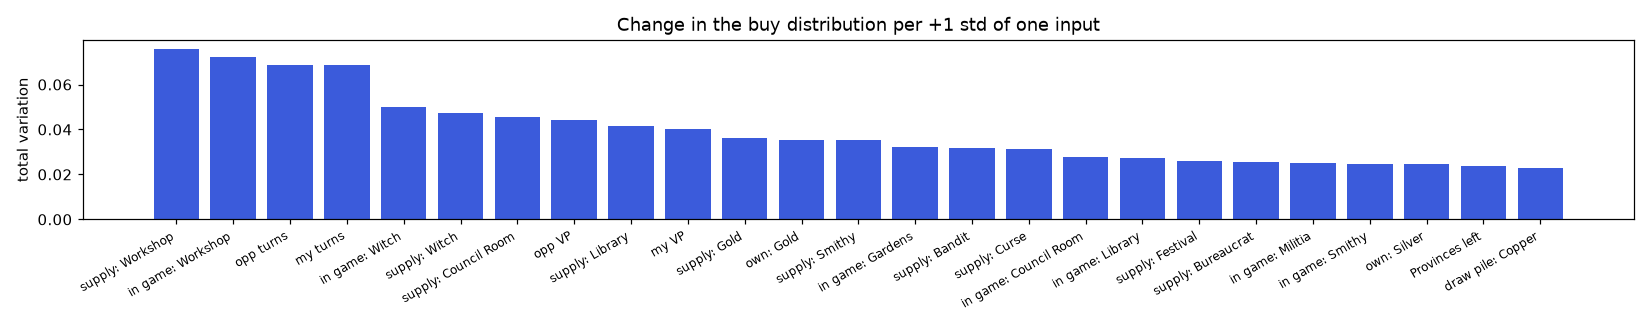 Change in the buy distribution per +1 std of one input
total variation
0.06
0.04
0.02
0.00
supply: Workshop
in game: Workshop
opp turns
my turns
in game: Witch
supply: Witch
supply: Council Room
opp VP
supply: Library
my VP
supply: Gold
own: Gold
supply: Smithy
in game: Gardens
supply: Bandit
supply: Curse
in game: Council Room
in game: Library
supply: Festival
supply: Bureaucrat
in game: Militia
in game: Smithy
own: Silver
Provinces left
draw pile: Copper